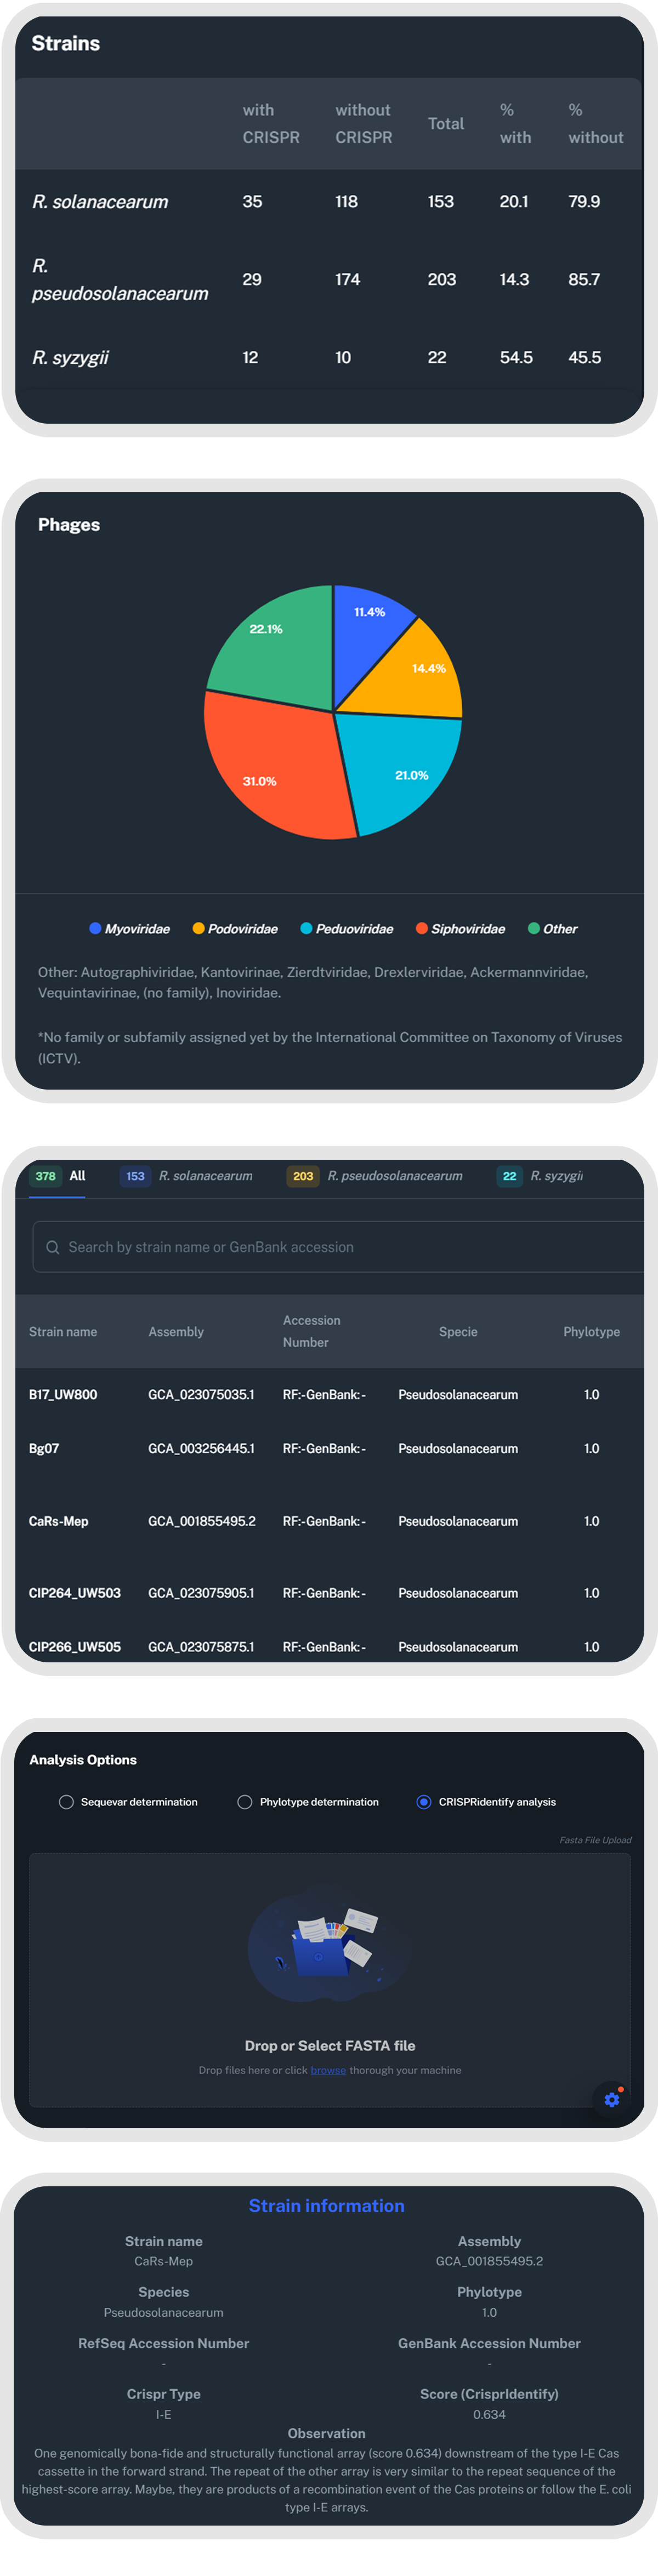 Strains
with CRISPR without CRISPR Total % with % without
R. solanacearum 35 118 153 20.1 79.9
R. pseudosolanacearum 29 174 203 14.3 85.7
R. syzygii 12 10 22 54.5 45.5
Phages
11.4%
22.1%
14.4%
21.0%
31.0%
Myoviridae Podoviridae Peduoviridae Siphoviridae Other
Other: Autographiviridae, Kantovirinae, Zierdtviridae, Drexlerviridae, Ackermannviridae,
Vequintavirinae, (no family), Inoviridae.
*No family or subfamily assigned yet by the International Committee on Taxonomy of Viruses
(ICTV).
378 All 153 R. solanacearum 203 R. pseudosolanacearum 22 R. syzygii
Search by strain name or GenBank accession
Strain name Assembly Accession Number Specie Phylotype
B17_UW800 GCA_023075035.1 RF:-GenBank:- Pseudosolanacearum 1.0
Bg07 GCA_003256445.1 RF:-GenBank:- Pseudosolanacearum 1.0
CaRs-Mep GCA_001855495.2 RF:-GenBank:- Pseudosolanacearum 1.0
CIP264_UW503 GCA_023075905.1 RF:-GenBank:- Pseudosolanacearum 1.0
CIP266_UW505 GCA_023075875.1 RF:-GenBank:- Pseudosolanacearum 1.0
Analysis Options
Sequevar determination Phylotype determination CRISPRidentify analysis
Fasta File Upload
Drop or Select FASTA file
Drop files here or click browse thorough your machine
Strain information
Strain name Assembly
CaRs-Mep GCA_001855495.2
Species Phylotype
Pseudosolanacearum 1.0
RefSeq Accession Number GenBank Accession Number
- -
Crispr Type Score (CrisprIdentify)
I-E 0.634
Observation
One genomically bona-fide and structurally functional array (score 0.634) downstream of the type I-E Cas
cassette in the forward strand. The repeat of the other array is very similar to the repeat sequence of the
highest-score array. Maybe, they are products of a recombination event of the Cas proteins or follow the E. coli
type I-E arrays.